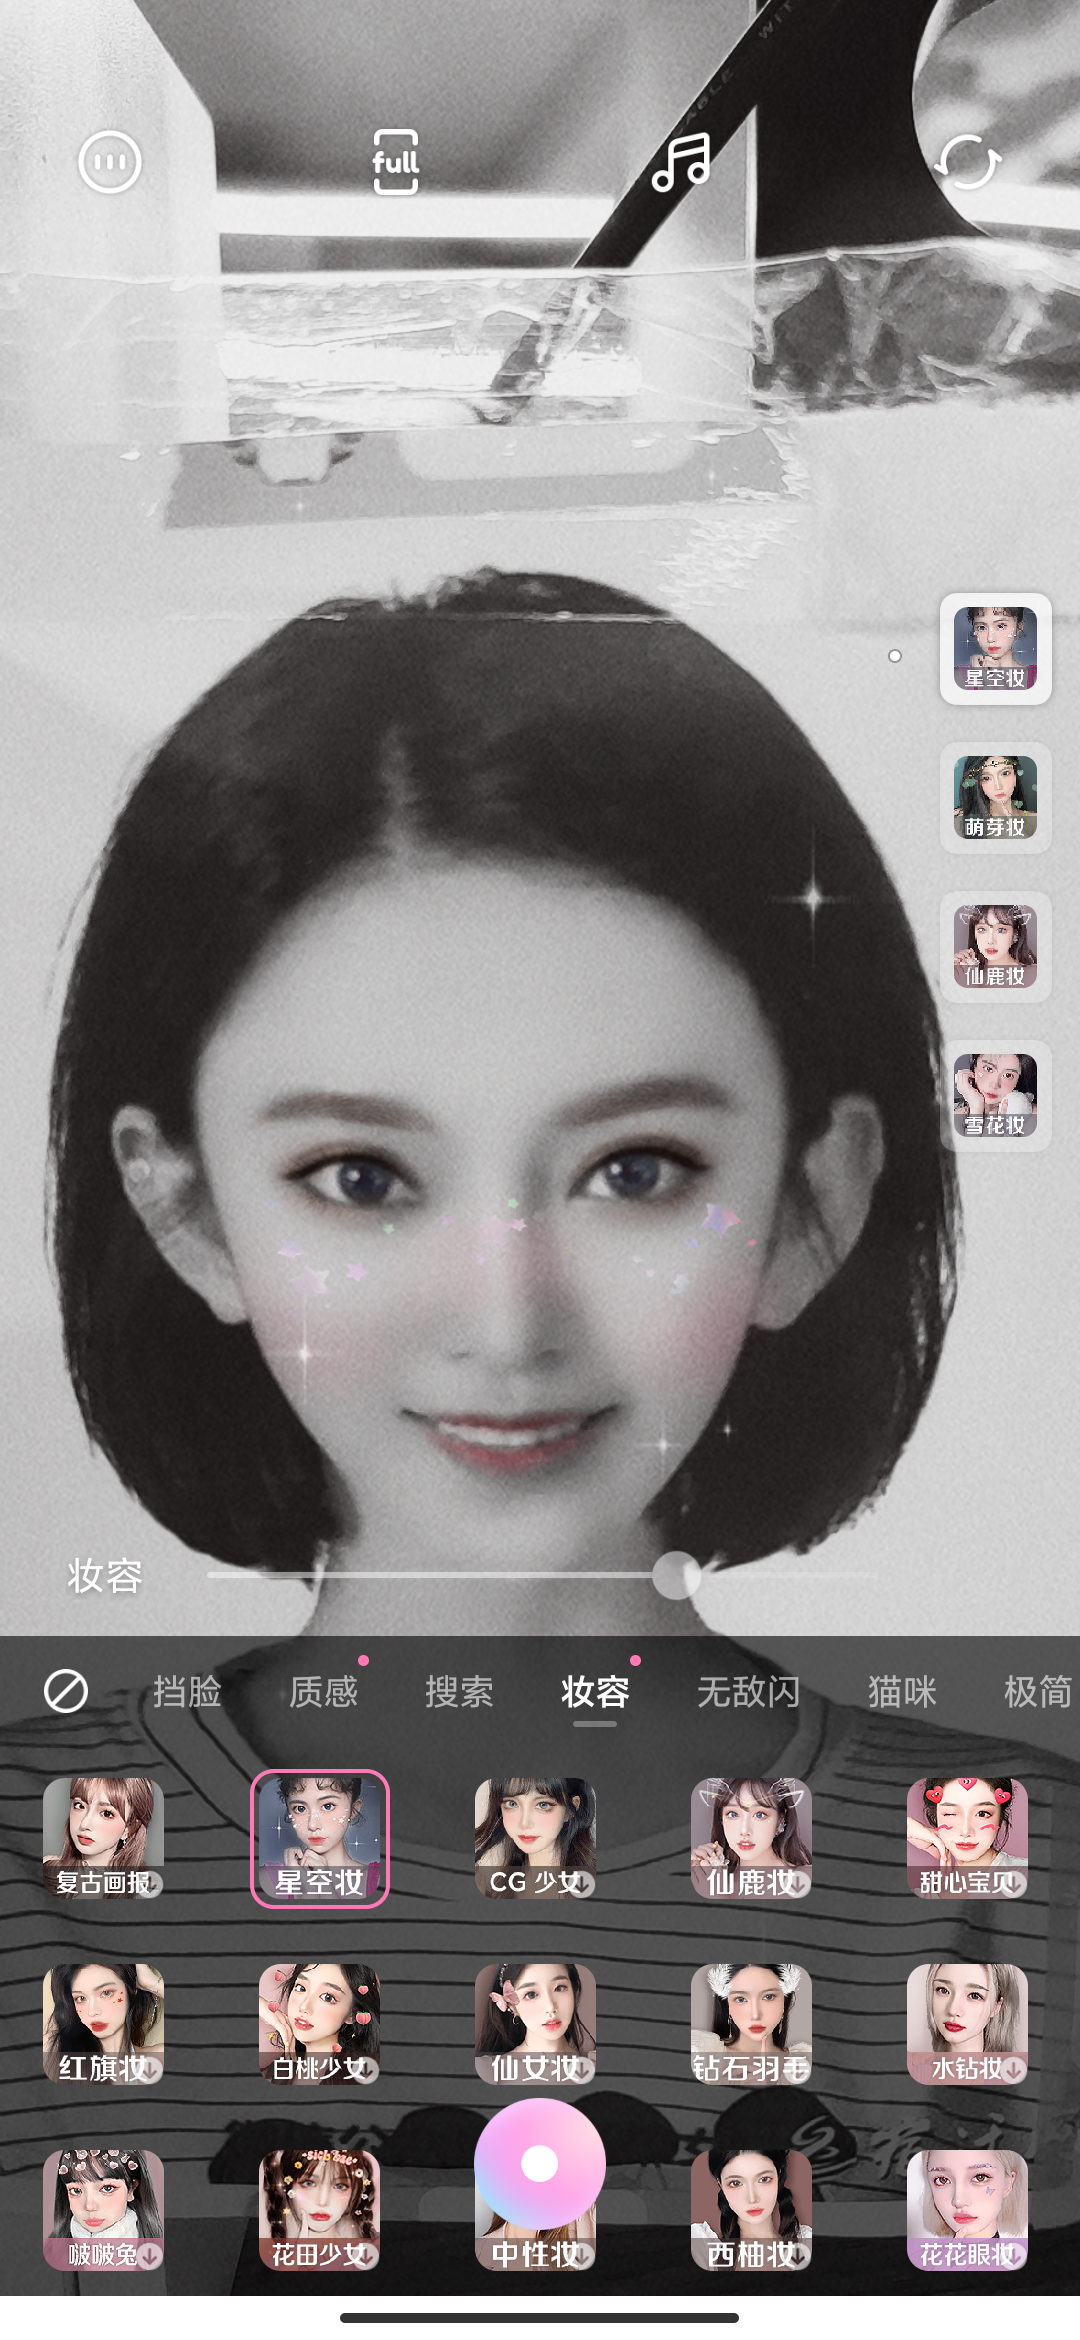 WIT
CABLE
full
星空妆
萌芽妆
仙鹿妆
雪花妆
妆容
挡脸 质感 搜索 妆容 无敌闪 猫咪 极简
复古画报 星空妆 CG 少女 仙鹿妆 甜心宝贝
红旗妆 白桃少女 仙女妆 钻石羽毛 水钻妆
啵啵兔 花田少女 中性妆 西柚妆 花花眼妆